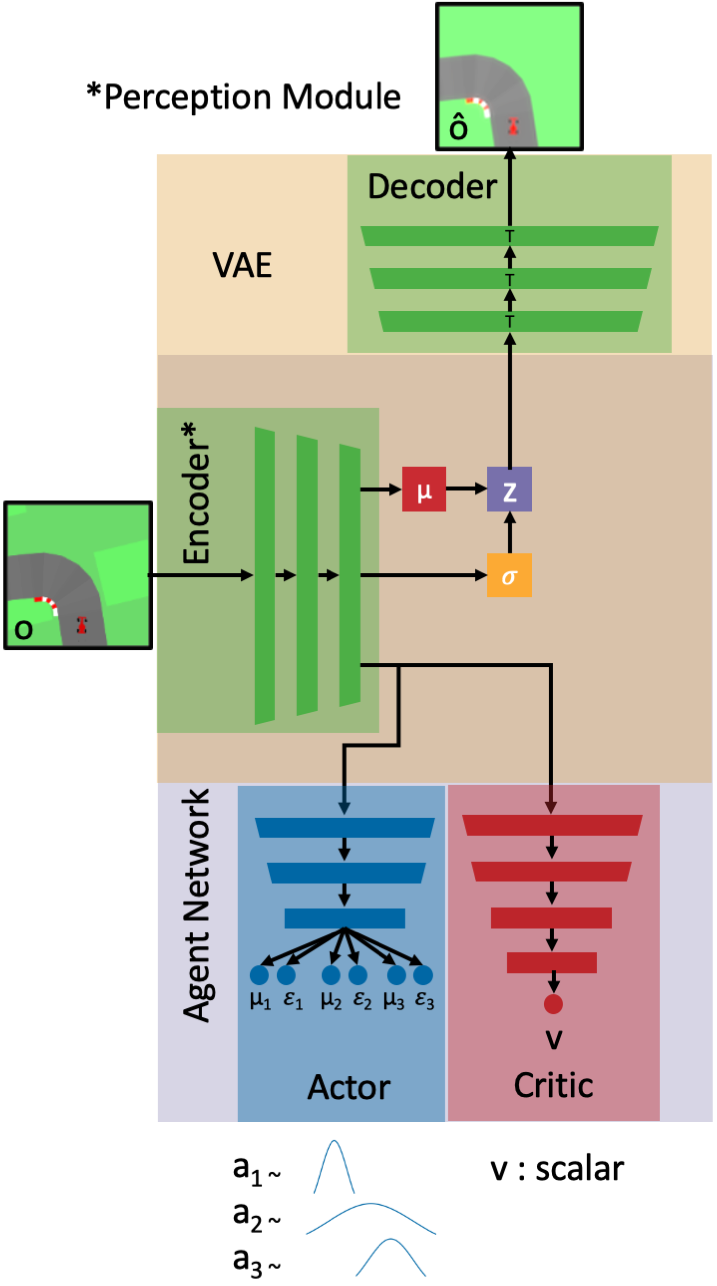 *Perception Module
ô
Decoder
T
T
T
VAE
Encoder*
μ
z
σ
o
Agent Network
μ1 ε1 μ2 ε2 μ3 ε3
v
Actor
Critic
a1 ~
v : scalar
a2 ~
a3 ~